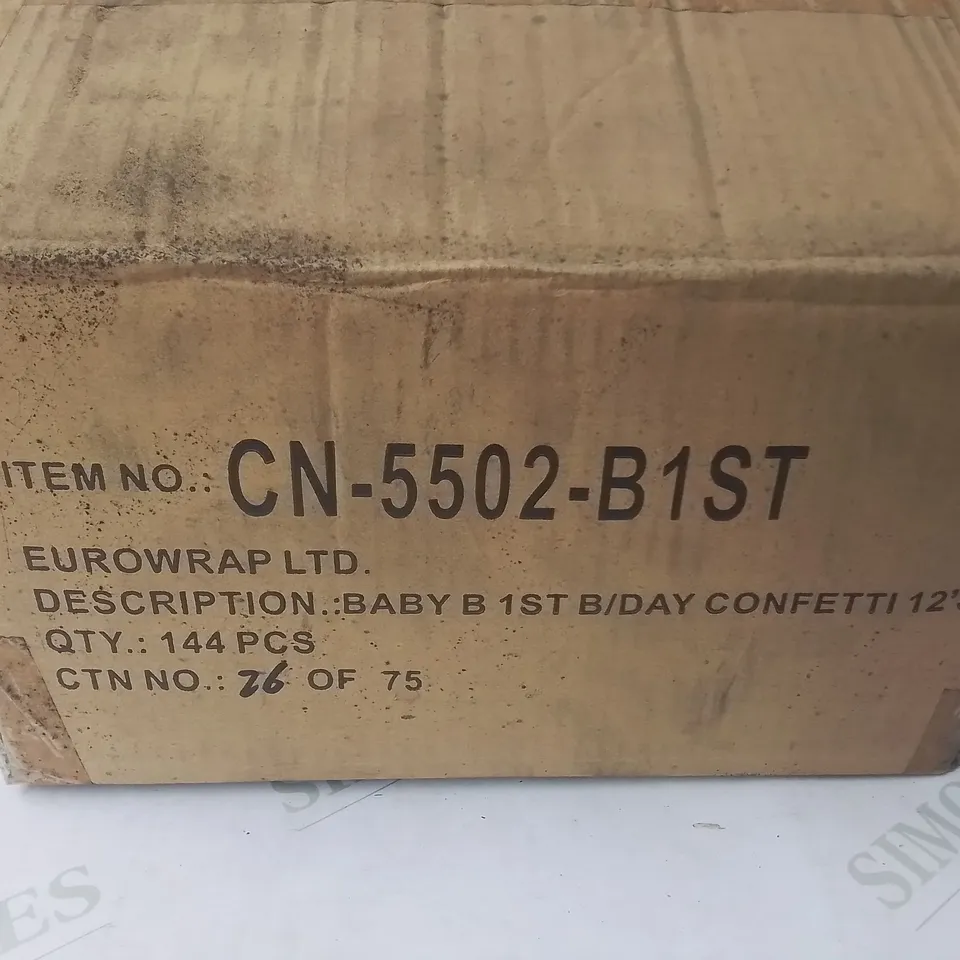 ITEM NO.: CN-5502-B1ST
EUROWRAP LTD.
DESCRIPTION.:BABY B 1ST B/DAY CONFETTI 12'S
QTY.: 144 PCS
CTN NO.: 26 OF 75